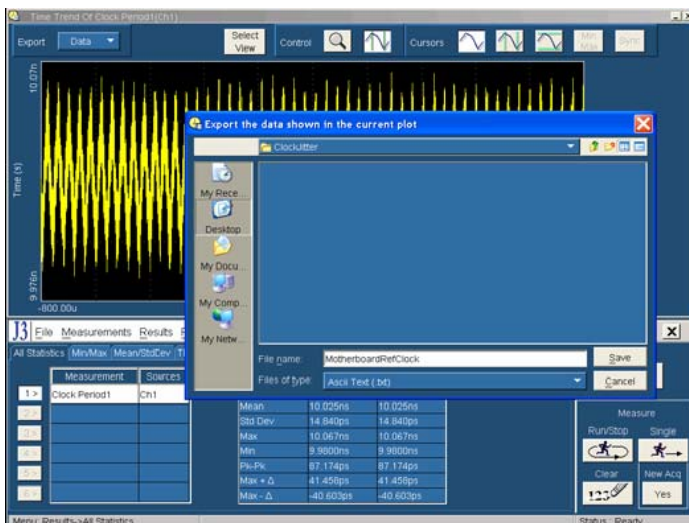 Time Trend Of Clock Period1(Ch1)
Export Data Select View Control Cursors Min Max Sync
10.07n
Time (s)
9.976n
-800.00u
Export the data shown in the current plot
ClockJitter
My Rece...
Desktop
My Docu...
My Comp...
My Netw...
File name: MotherboardRefClock Save
Files of type: Ascii Text (.txt) Cancel
J3 File Measurements Results
All Statistics Min/Max Mean/StdDev
Measurement Sources
1> Clock Period1 Ch1
2>
3>
4>
5>
6>
Mean 10.025ns 10.025ns
Std Dev 14.840ps 14.840ps
Max 10.067ns 10.067ns
Min 9.9800ns 9.9800ns
Pk-Pk 87.174ps 87.174ps
Max + Δ 41.458ps 41.458ps
Max - Δ -40.603ps -40.603ps
Measure
Run/Stop Single
Clear New Acq
123 Yes
Menu: Results->All Statistics Status: Ready